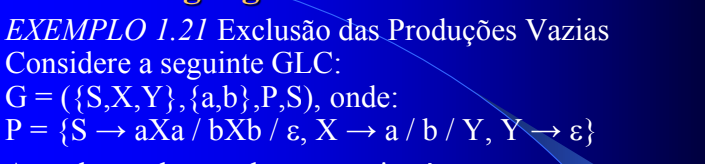 EXEMPLO 1.21 Exclusão das Produções Vazias
Considere a seguinte GLC:
G = ({S,X,Y},{a,b},P,S), onde:
P = {S → aXa / bXb / ε, X → a / b / Y, Y → ε}